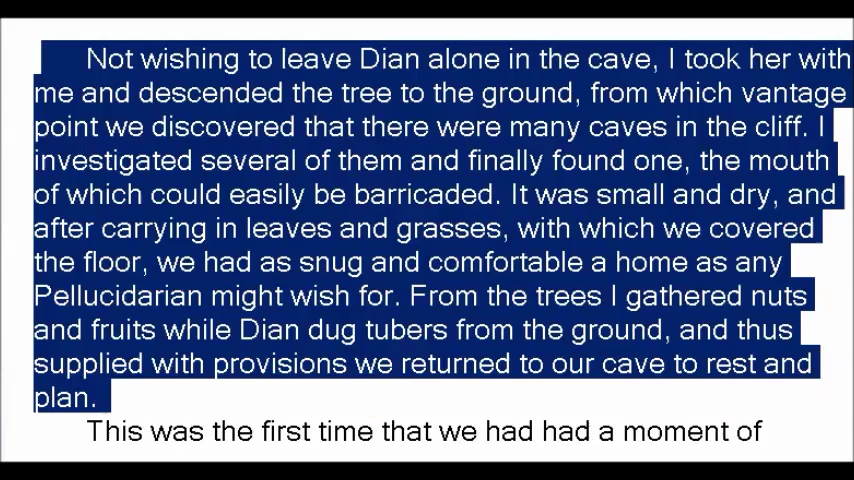 Not wishing to leave Dian alone in the cave, I took her with
me and descended the tree to the ground, from which vantage
point we discovered that there were many caves in the cliff. I
investigated several of them and finally found one, the mouth
of which could easily be barricaded. It was small and dry, and
after carrying in leaves and grasses, with which we covered
the floor, we had as snug and comfortable a home as any
Pellucidarian might wish for. From the trees I gathered nuts
and fruits while Dian dug tubers from the ground, and thus
supplied with provisions we returned to our cave to rest and
plan.
This was the first time that we had had a moment of